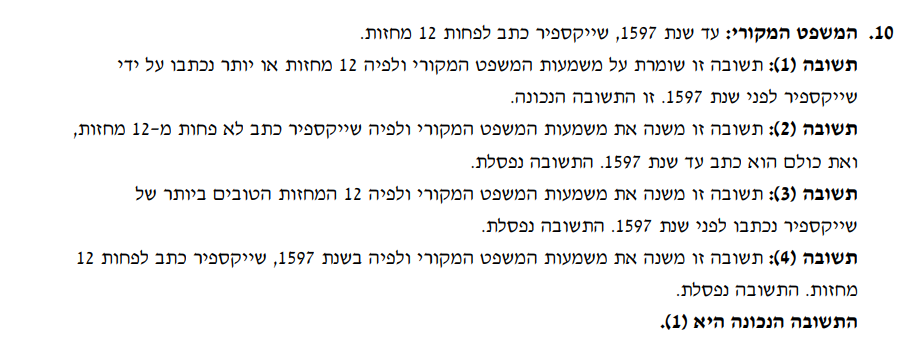 10. המשפט המקורי: עד שנת 1597, שייקספיר כתב לפחות 12 מחזות.
תשובה (1): תשובה זו שומרת על משמעות המשפט המקורי ולפיה 12 מחזות או יותר נכתבו על ידי
שייקספיר לפני שנת 1597. זו התשובה הנכונה.
תשובה (2): תשובה זו משנה את משמעות המשפט המקורי ולפיה שייקספיר כתב לא פחות מ-12 מחזות,
ואת כולם הוא כתב עד שנת 1597. התשובה נפסלת.
תשובה (3): תשובה זו משנה את משמעות המשפט המקורי ולפיה 12 המחזות הטובים ביותר של
שייקספיר נכתבו לפני שנת 1597. התשובה נפסלת.
תשובה (4): תשובה זו משנה את משמעות המשפט המקורי ולפיה בשנת 1597, שייקספיר כתב לפחות 12
מחזות. התשובה נפסלת.
התשובה הנכונה היא (1).